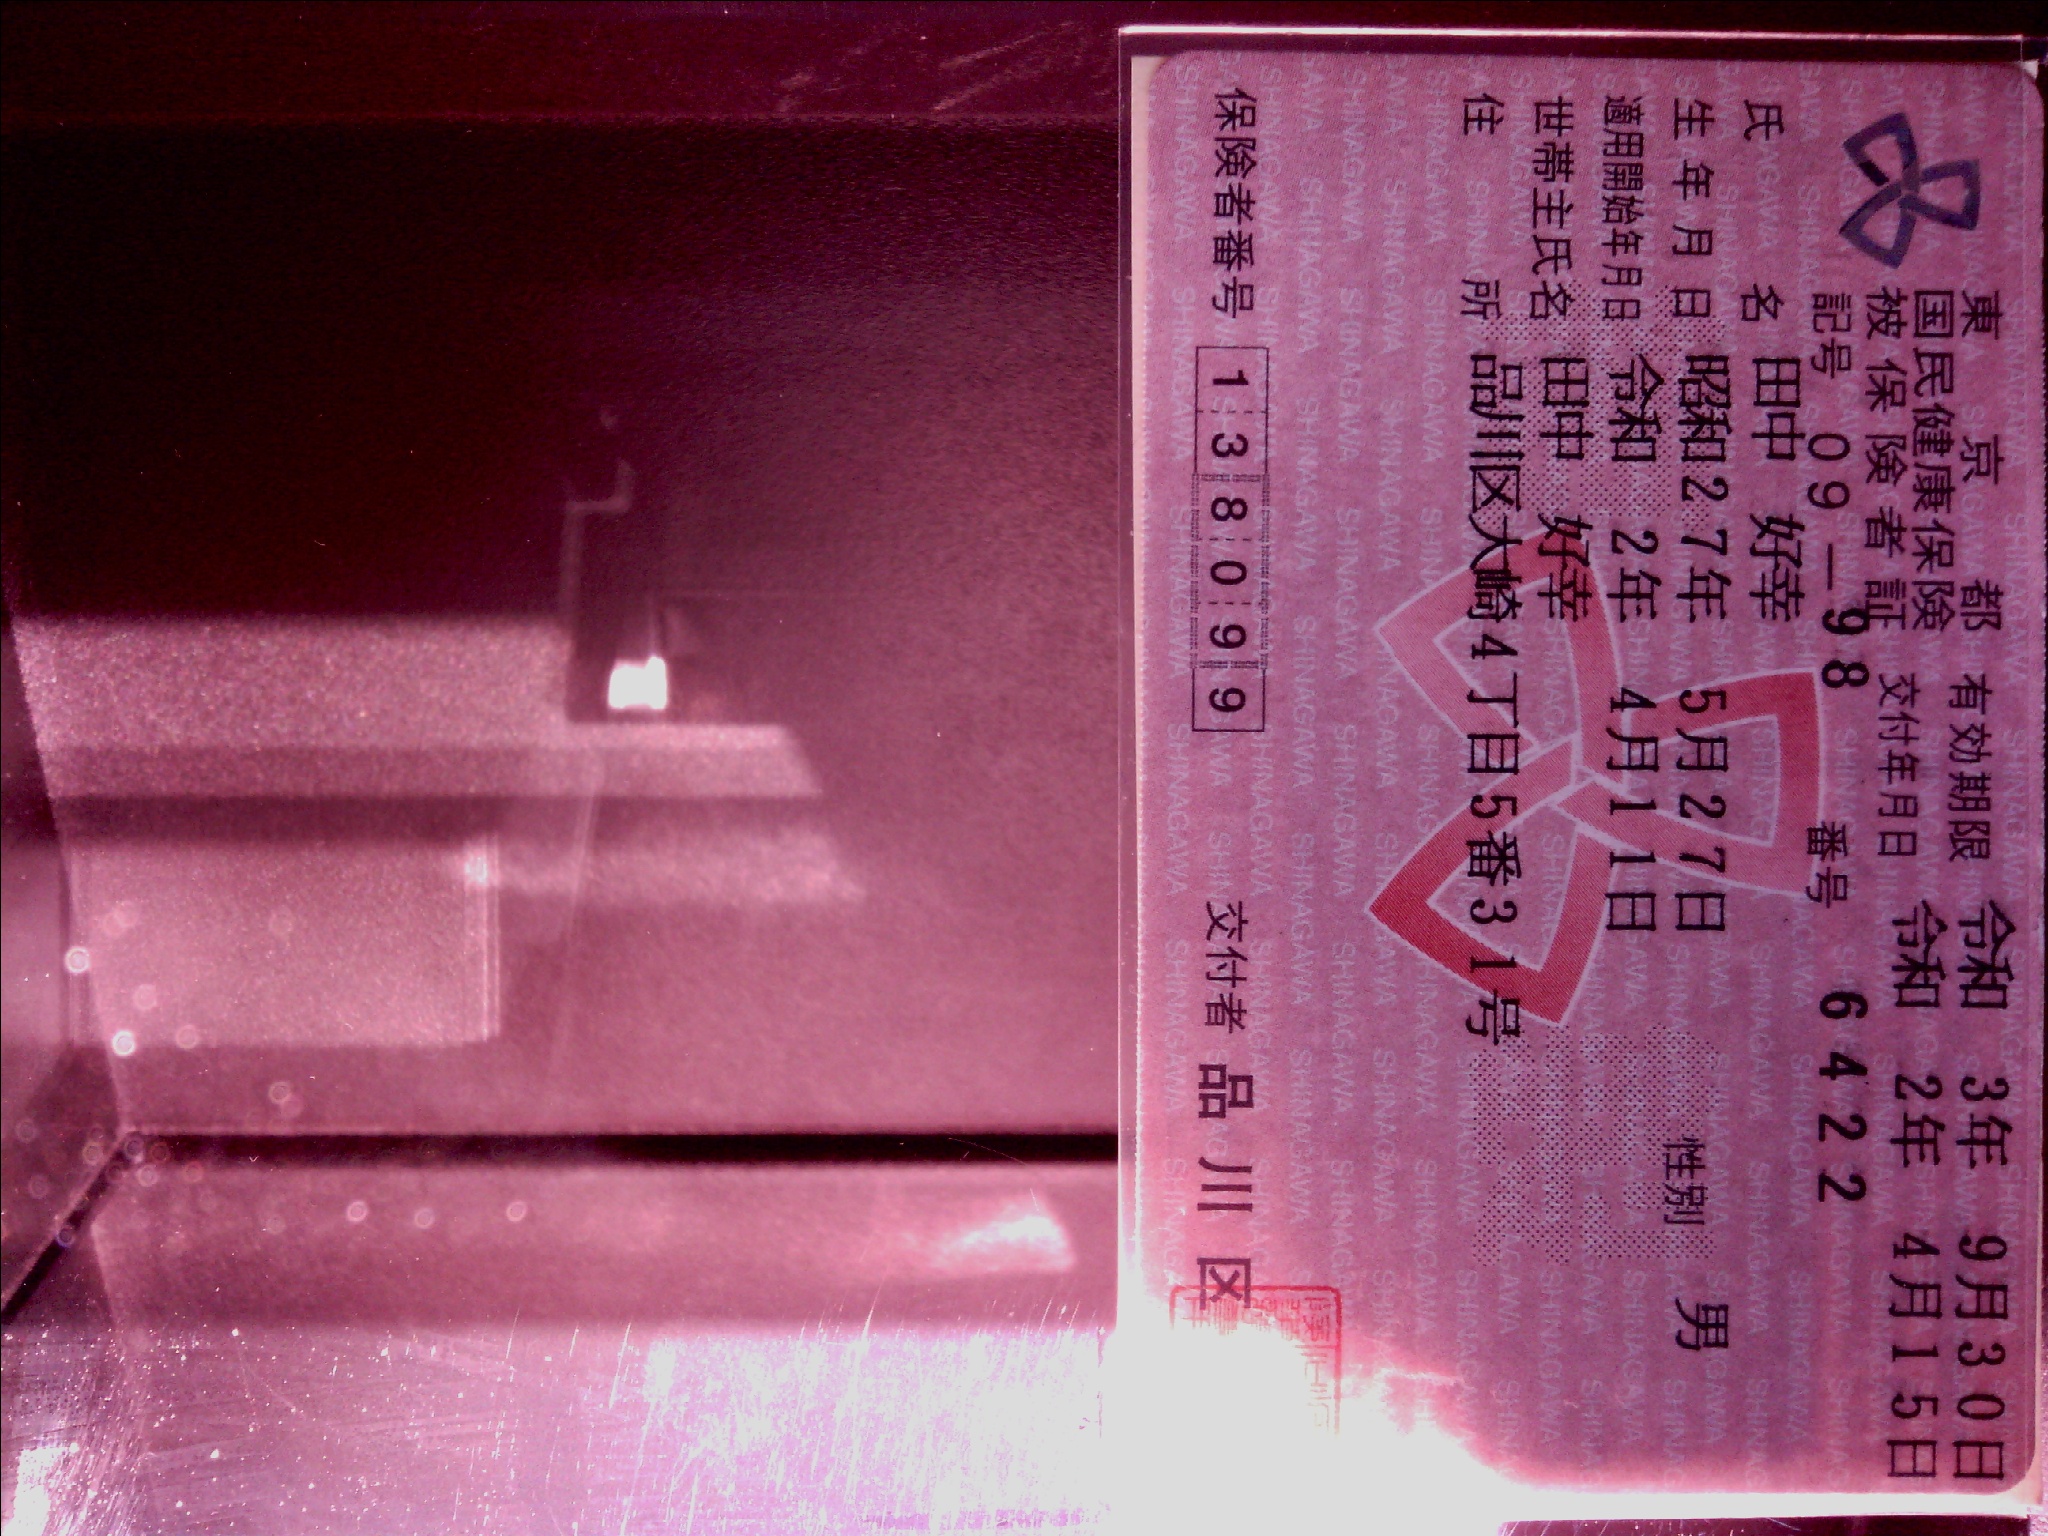 東京都
国民健康保険
被保険者証
有効期限 令和 3年 9月30日
交付年月日 令和 2年 4月15日
記号 09-98 番号 6422
氏名 田中 好幸
生年月日 昭和27年 5月27日
性別 男
適用開始年月日 令和 2年 4月11日
世帯主氏名 田中 好幸
住所 品川区大崎4丁目5番31号
保険者番号 138099
交付者 品川区
SHINAGAWA